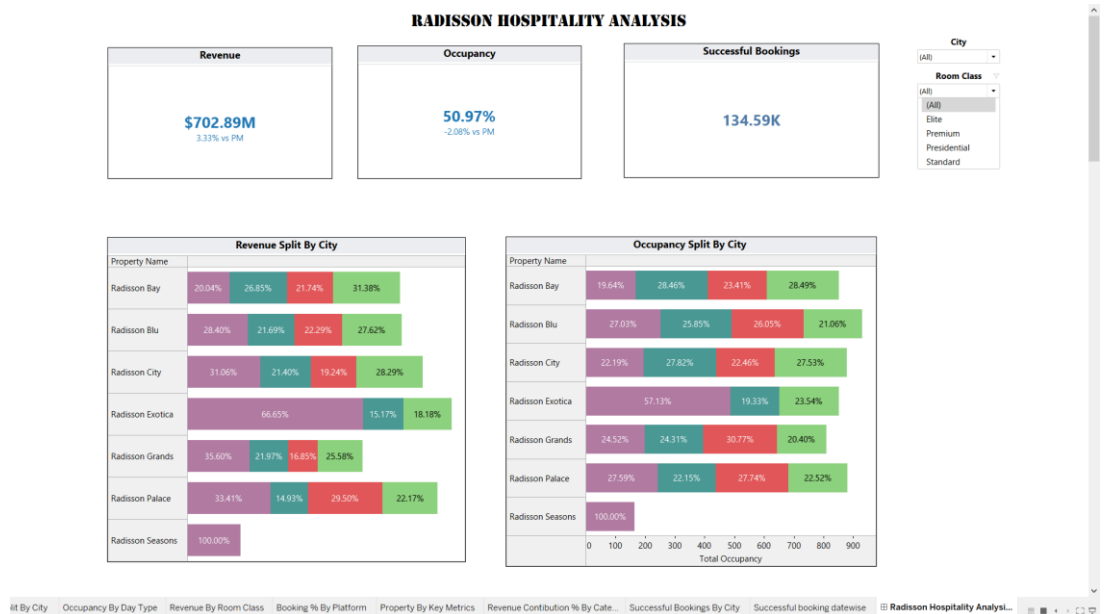 RADISSON HOSPITALITY ANALYSIS
Revenue
$702.89M
3.33% vs PM
Occupancy
50.97%
-2.08% vs PM
Successful Bookings
134.59K
City
(All)
Room Class
(All)
(All)
Elite
Premium
Presidential
Standard
Revenue Split By City
Property Name
Radisson Bay 20.04% 26.85% 21.74% 31.38%
Radisson Blu 28.40% 21.69% 22.29% 27.62%
Radisson City 31.06% 21.40% 19.24% 28.29%
Radisson Exotica 66.65% 15.17% 18.18%
Radisson Grands 35.60% 21.97% 16.85% 25.58%
Radisson Palace 33.41% 14.93% 29.50% 22.17%
Radisson Seasons 100.00%
Occupancy Split By City
Property Name
Radisson Bay 19.64% 28.46% 23.41% 28.49%
Radisson Blu 27.03% 25.85% 26.05% 21.06%
Radisson City 22.19% 27.82% 22.46% 27.53%
Radisson Exotica 57.13% 19.33% 23.54%
Radisson Grands 24.52% 24.31% 30.77% 20.40%
Radisson Palace 27.59% 22.15% 27.74% 22.52%
Radisson Seasons 100.00%
0 100 200 300 400 500 600 700 800 900
Total Occupancy
lit By City Occupancy By Day Type Revenue By Room Class Booking % By Platform Property By Key Metrics Revenue Contibution % By Cate... Successful Bookings By City Successful booking datewise Radisson Hospitality Analysi...